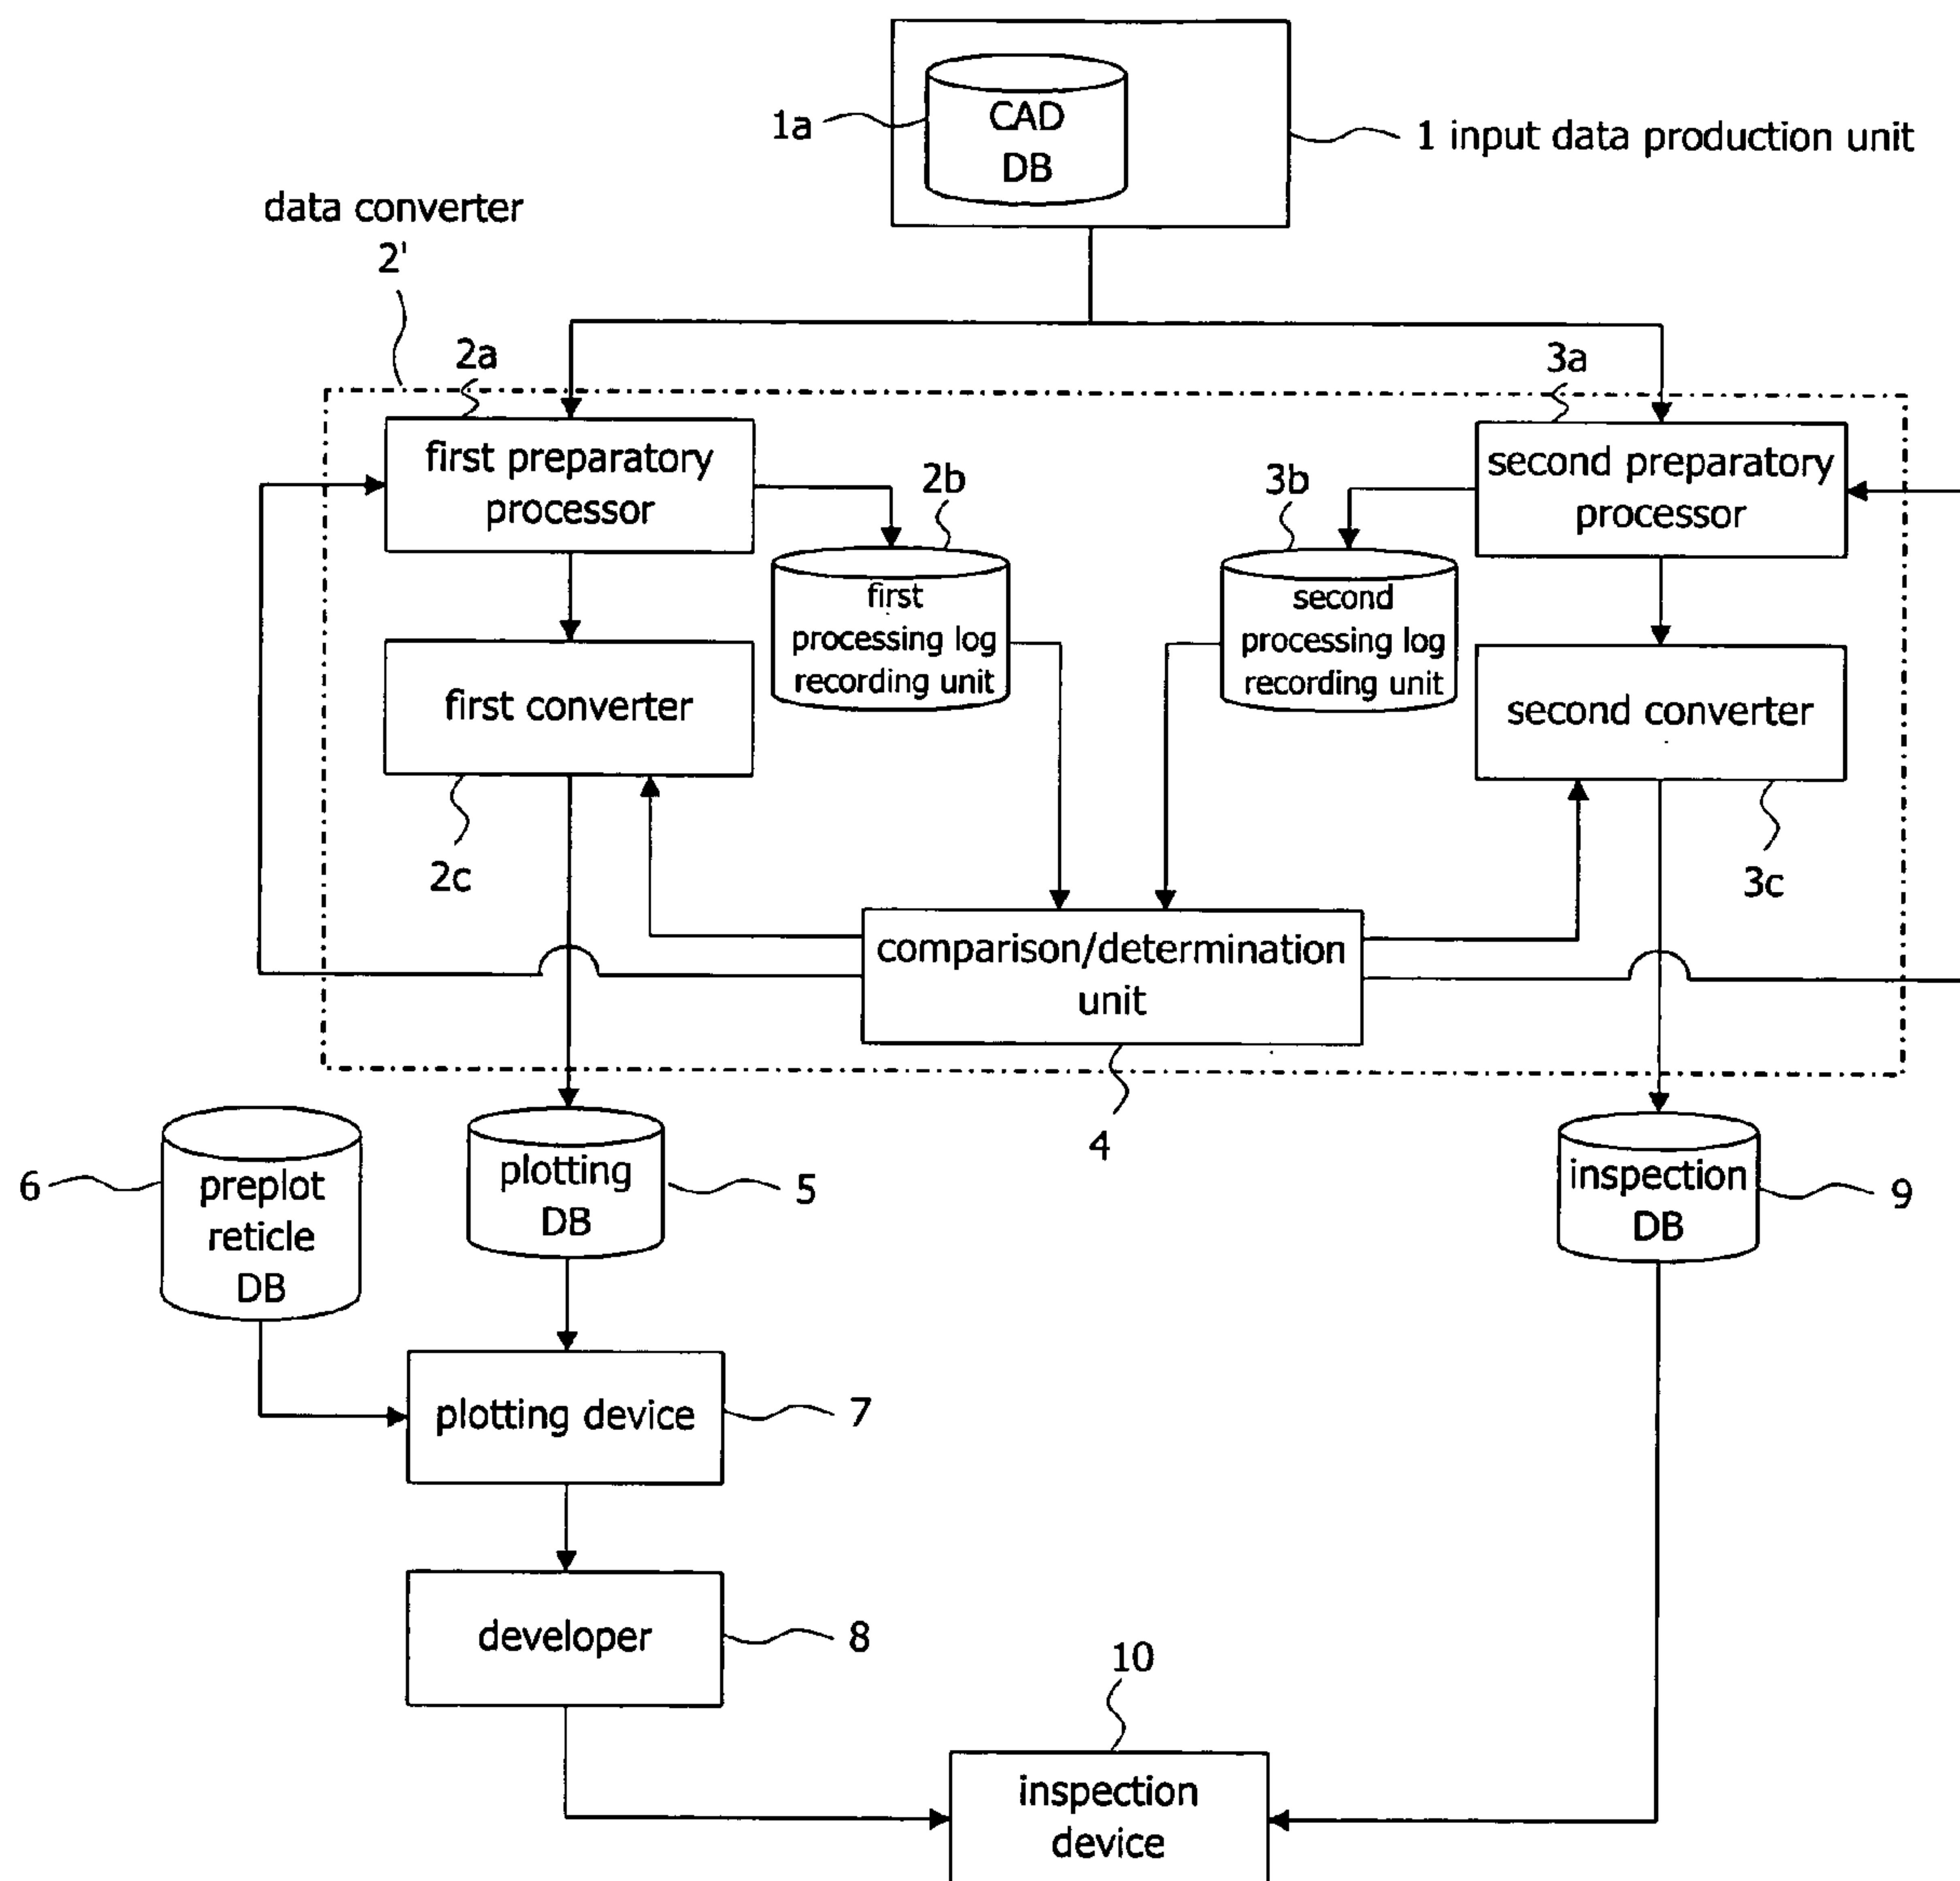 CAD
DB
1a
1 input data production unit
data converter
2'
2a
3a
first preparatory
processor
second preparatory
processor
2b
3b
first
processing log
recording unit
second
processing log
recording unit
first converter
second converter
2c
3c
comparison/determination
unit
4
6
preplot
reticle
DB
plotting
DB
5
inspection
DB
9
plotting device
7
developer
8
10
inspection
device